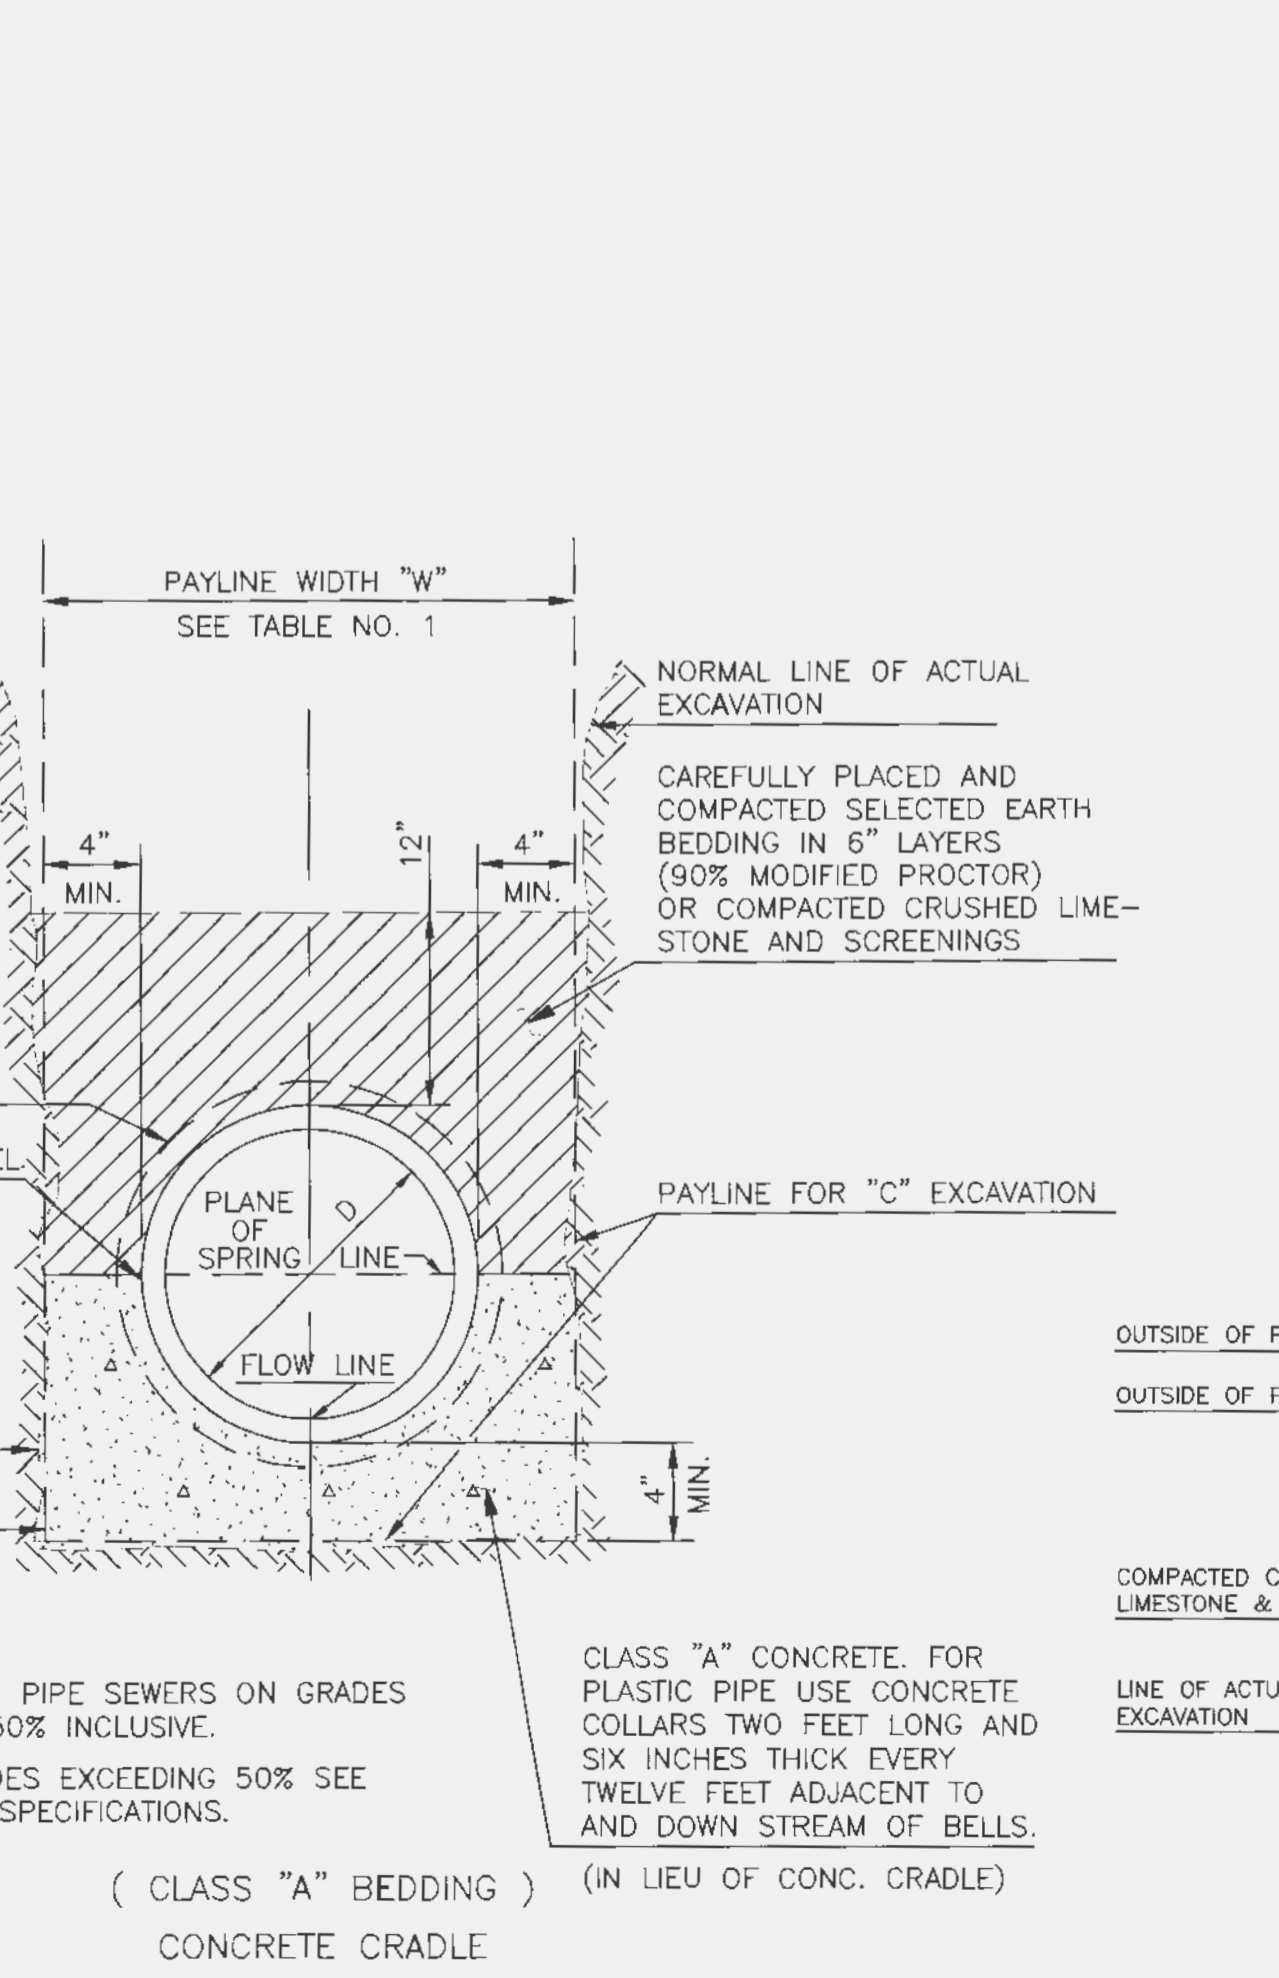 PAYLINE WIDTH "W"
SEE TABLE NO. 1
NORMAL LINE OF ACTUAL
EXCAVATION
CAREFULLY PLACED AND
COMPACTED SELECTED EARTH
BEDDING IN 6" LAYERS
(90% MODIFIED PROCTOR)
OR COMPACTED CRUSHED LIME-
STONE AND SCREENINGS
4"
MIN.
12"
4"
MIN.
EL.
PLANE
OF
SPRING LINE
D
FLOW LINE
PAYLINE FOR "C" EXCAVATION
4"
MIN.
OUTSIDE OF
OUTSIDE OF
COMPACTED
LIMESTONE &
LINE OF
EXCAVATION
PIPE SEWERS ON GRADES
50% INCLUSIVE.
EXCEEDING 50% SEE
SPECIFICATIONS.
CLASS "A" CONCRETE. FOR
PLASTIC PIPE USE CONCRETE
COLLARS TWO FEET LONG AND
SIX INCHES THICK EVERY
TWELVE FEET ADJACENT TO
AND DOWN STREAM OF BELLS.
(IN LIEU OF CONC. CRADLE)
( CLASS "A" BEDDING )
CONCRETE CRADLE